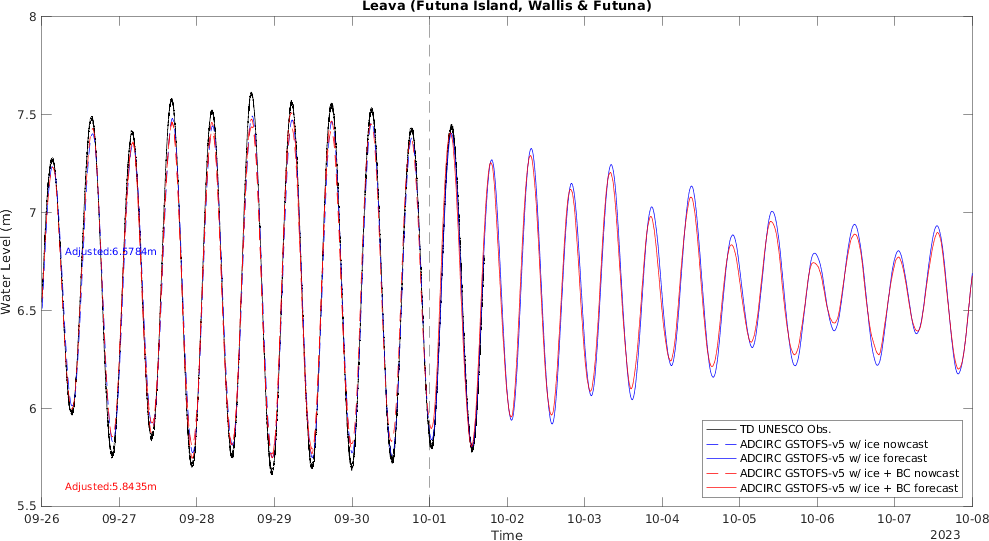 Leava (Futuna Island, Wallis & Futuna)
8
7.5
7
6.5
6
5.5
Water Level (m)
Adjusted:6.5784m
Adjusted:5.8435m
TD UNESCO Obs.
ADCIRC GSTOFS-v5 w/ ice nowcast
ADCIRC GSTOFS-v5 w/ ice forecast
ADCIRC GSTOFS-v5 w/ ice + BC nowcast
ADCIRC GSTOFS-v5 w/ ice + BC forecast
09-26 09-27 09-28 09-29 09-30 10-01 10-02 10-03 10-04 10-05 10-06 10-07 10-08
Time
2023